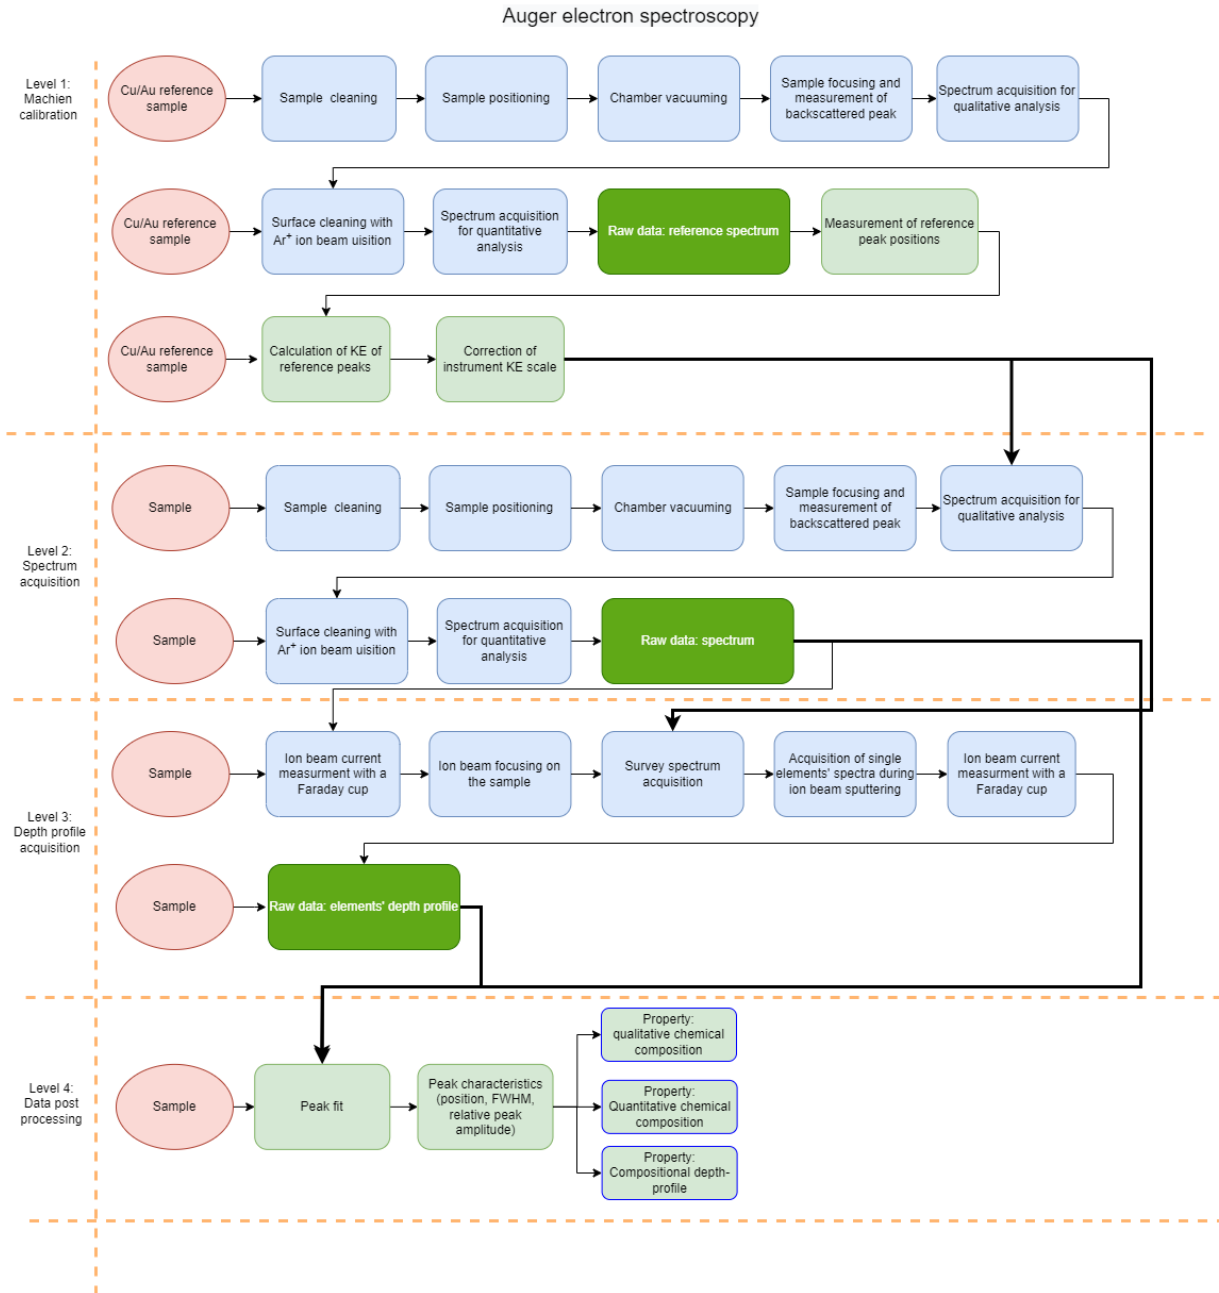 Auger electron spectroscopy
Level 1:
Machien
calibration
Cu/Au reference
sample
Sample cleaning
Sample positioning
Chamber vacuuming
Sample focusing and
measurement of
backscattered peak
Spectrum acquisition for
qualitative analysis
Cu/Au reference
sample
Surface cleaning with
Ar⁺ ion beam uisition
Spectrum acquisition
for quantitative
analysis
Raw data: reference spectrum
Measurement of reference
peak positions
Cu/Au reference
sample
Calculation of KE of
reference peaks
Correction of
instrument KE scale
Level 2:
Spectrum
acquisition
Sample
Sample cleaning
Sample positioning
Chamber vacuuming
Sample focusing and
measurement of
backscattered peak
Spectrum acquisition for
qualitative analysis
Sample
Surface cleaning with
Ar⁺ ion beam uisition
Spectrum acquisition
for quantitative
analysis
Raw data: spectrum
Level 3:
Depth profile
acquisition
Sample
Ion beam current
measurment with a
Faraday cup
Ion beam focusing on
the sample
Survey spectrum
acquisition
Acquisition of single
elements' spectra during
ion beam sputtering
Ion beam current
measurment with a
Faraday cup
Sample
Raw data: elements' depth profile
Level 4:
Data post
processing
Sample
Peak fit
Peak characteristics
(position, FWHM,
relative peak
amplitude)
Property:
qualitative chemical
composition
Property:
Quantitative chemical
composition
Property:
Compositional depth-
profile